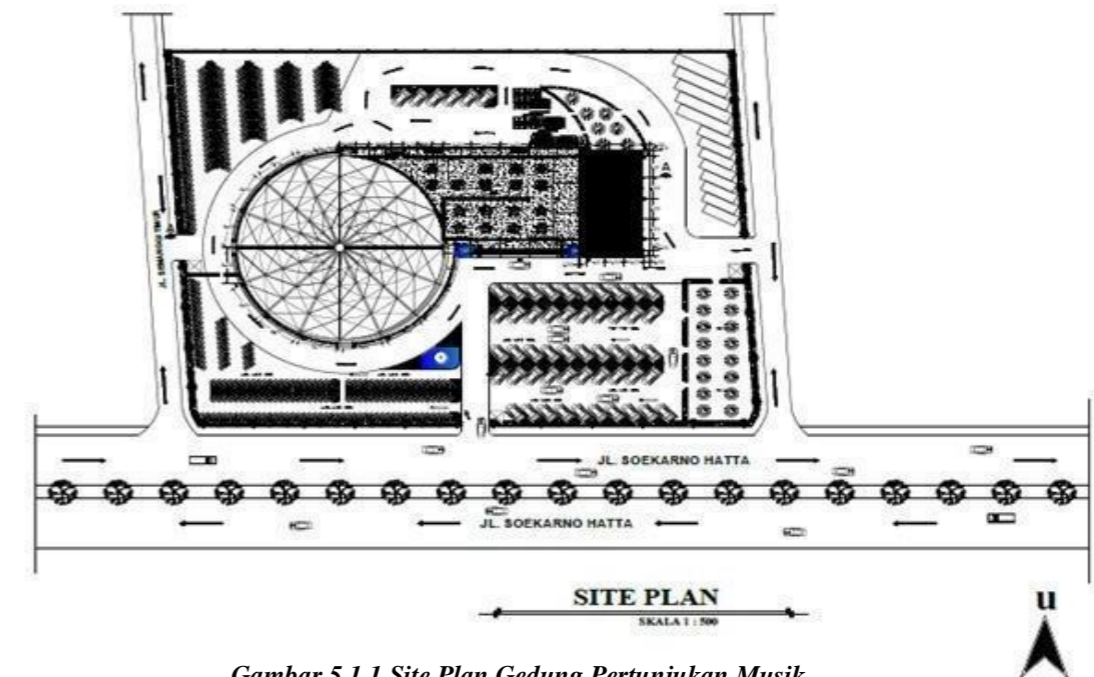 A
JL. SOEKARNO HATTA
JL. SOEKARNO HATTA
SITE PLAN
SKALA 1 : 500
u
Gambar 5.1.1 Site Plan Gedung Pertunjukan Musik